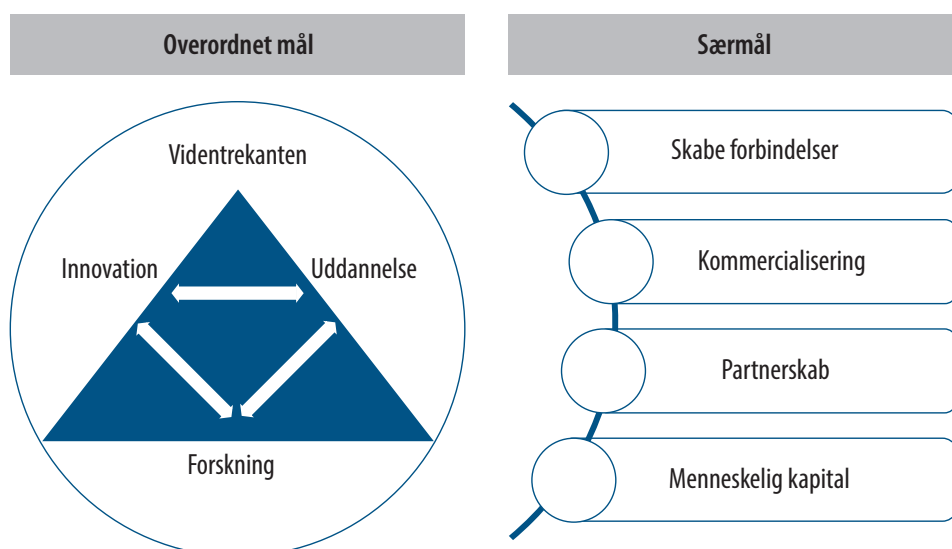 Overordnet mål
Særmål
Videntrekanten
Innovation
Uddannelse
Forskning
Skabe forbindelser
Kommercialisering
Partnerskab
Menneskelig kapital